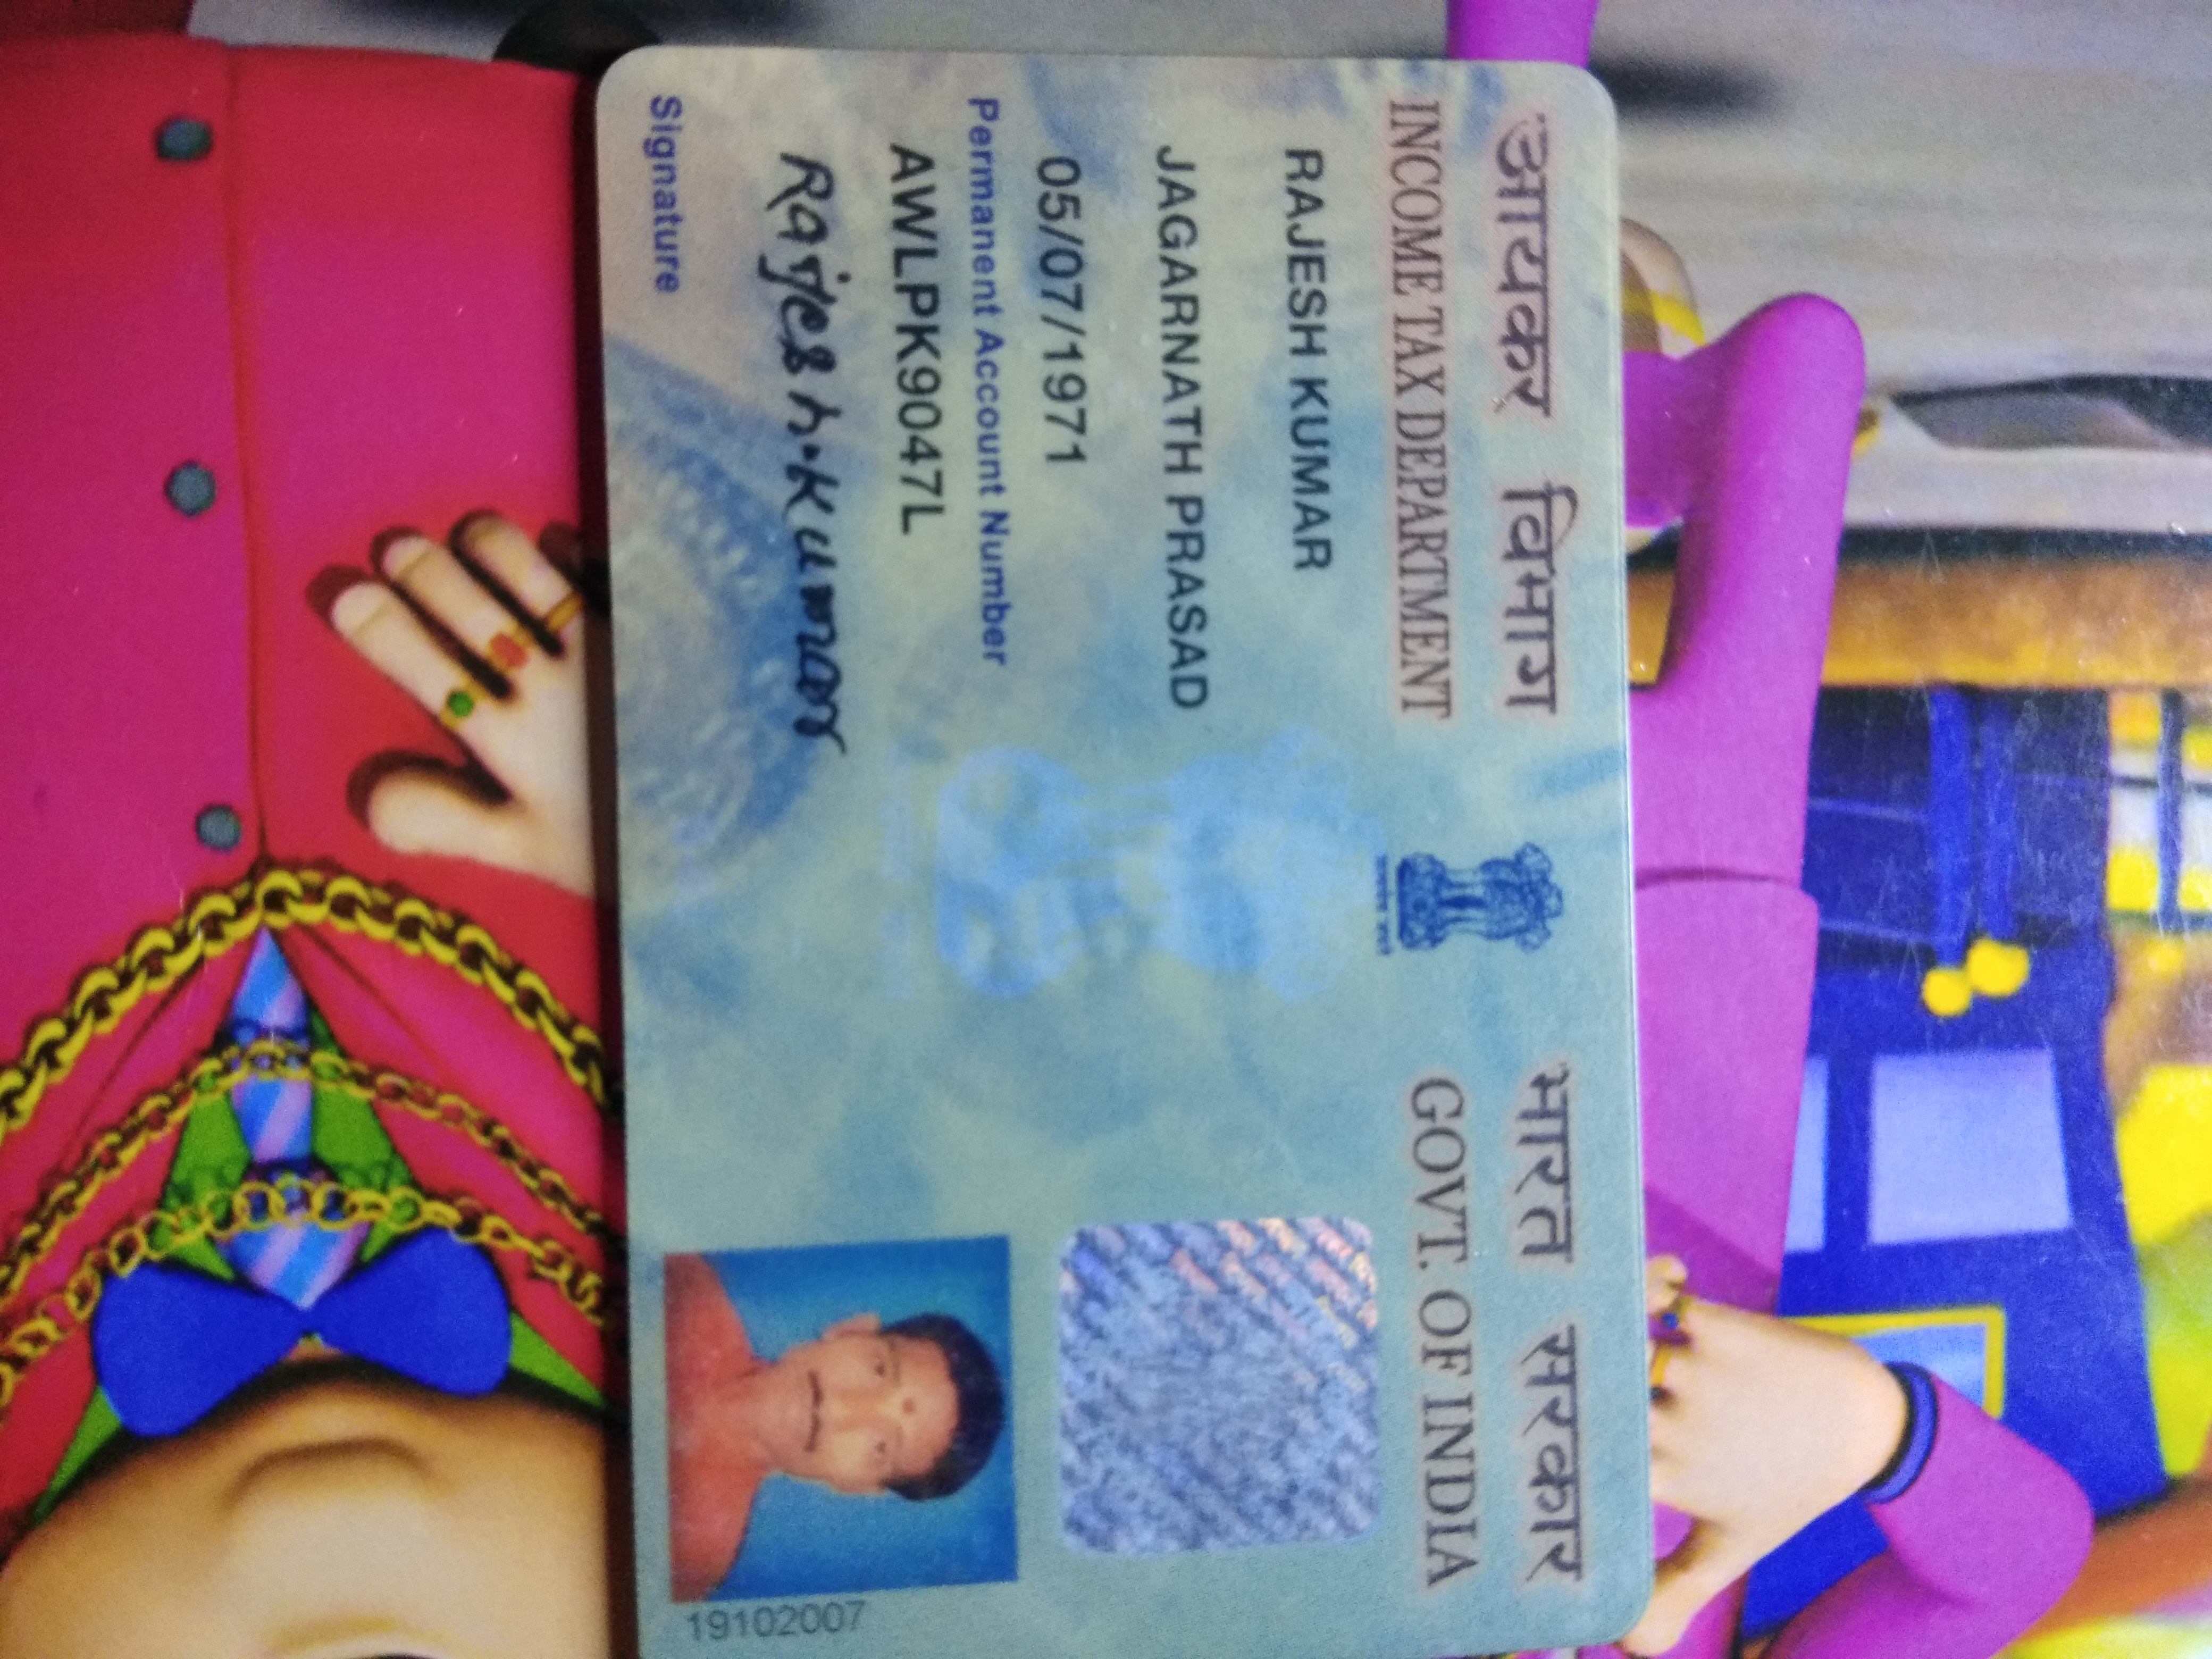 आयकर विभाग भारत सरकार
INCOME TAX DEPARTMENT GOVT. OF INDIA
RAJESH KUMAR
JAGARNATH PRASAD
05/07/1971
Permanent Account Number
AWLPK9047L
Rajesh.Kumar
Signature
19102007